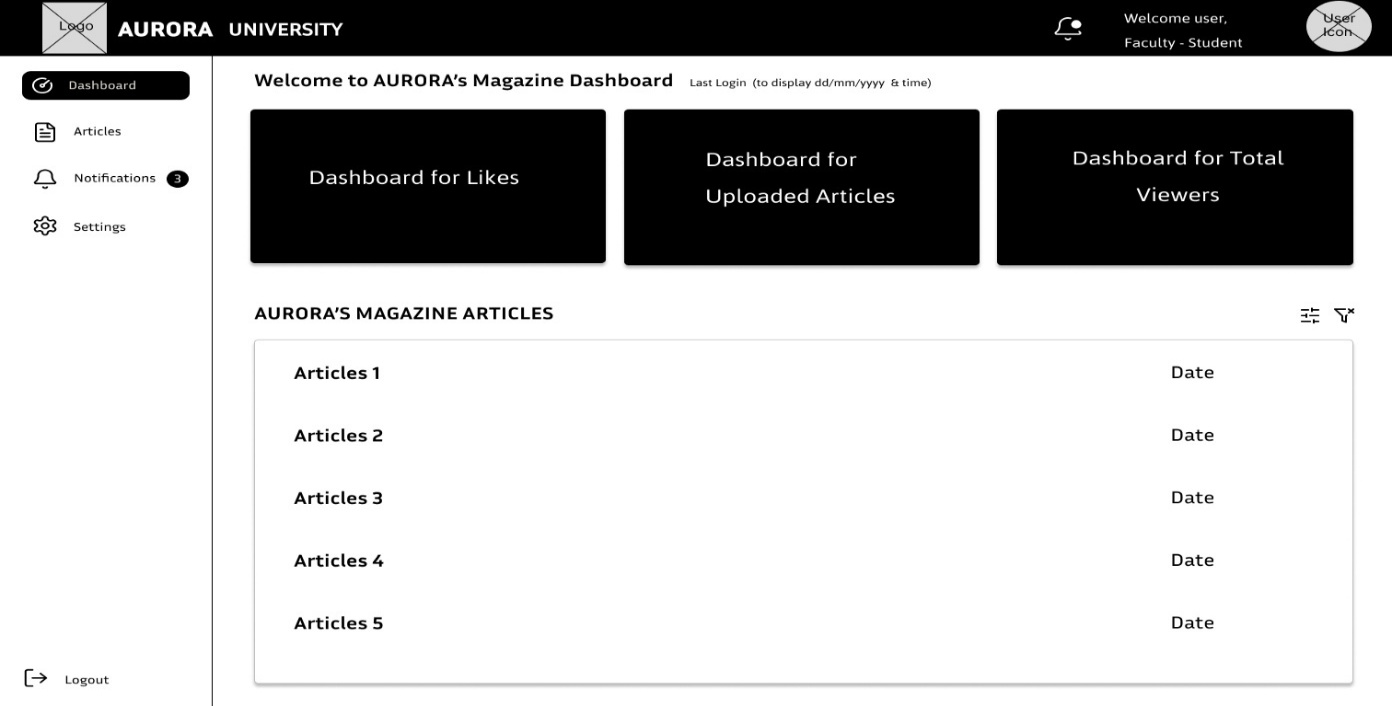 Logo
AURORA UNIVERSITY
Welcome user,
Faculty - Student
User
Icon
Dashboard
Articles
Notifications 3
Settings
Logout
Welcome to AURORA’s Magazine Dashboard Last Login (to display dd/mm/yyyy & time)
Dashboard for Likes
Dashboard for
Uploaded Articles
Dashboard for Total
Viewers
AURORA’S MAGAZINE ARTICLES
Articles 1 Date
Articles 2 Date
Articles 3 Date
Articles 4 Date
Articles 5 Date